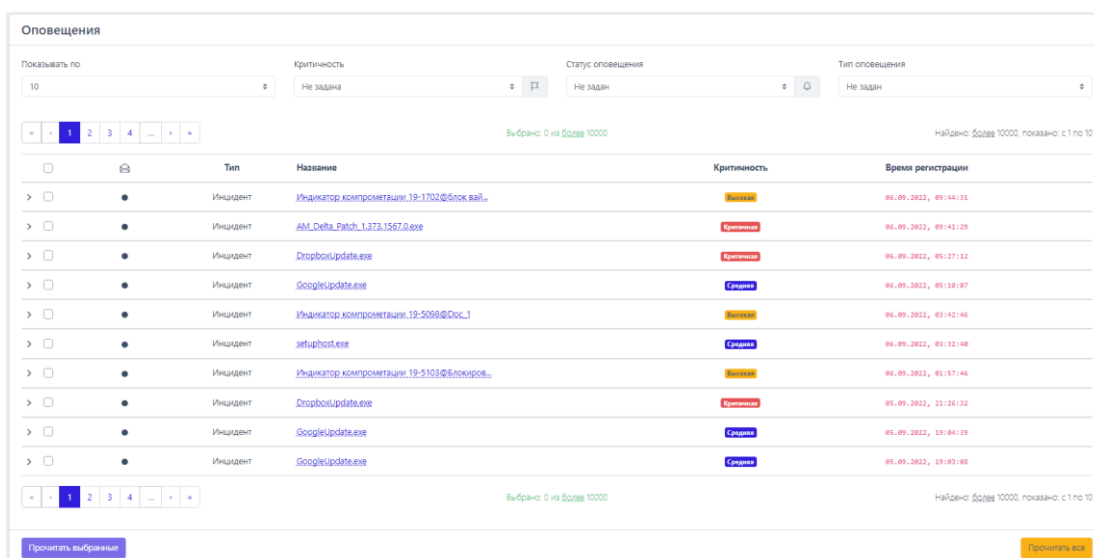 Оповещения
Показывать по Критичность Статус оповещения Тип оповещения
10 Не задана Не задан Не задан
« ‹ 1 2 3 4 ... › » Выбрано: 0 из более 10000 Найдено: более 10000, показано: с 1 по 10
Тип Название Критичность Время регистрации
Инцидент Индикатор компрометации 19-1702@блок вай... Высокая 06.09.2022, 09:44:31
Инцидент AM_Delta_Patch_1.373.1567.0.exe Критичная 06.09.2022, 09:41:29
Инцидент DropboxUpdate.exe Критичная 06.09.2022, 05:27:12
Инцидент GoogleUpdate.exe Средняя 06.09.2022, 05:10:07
Инцидент Индикатор компрометации 19-5098@Doc_1 Высокая 06.09.2022, 03:42:46
Инцидент setuphost.exe Средняя 06.09.2022, 03:32:40
Инцидент Индикатор компрометации 19-5103@Блокиров... Высокая 06.09.2022, 01:57:46
Инцидент DropboxUpdate.exe Критичная 05.09.2022, 21:26:32
Инцидент GoogleUpdate.exe Средняя 05.09.2022, 19:04:39
Инцидент GoogleUpdate.exe Средняя 05.09.2022, 19:03:06
« ‹ 1 2 3 4 ... › » Выбрано: 0 из более 10000 Найдено: более 10000, показано: с 1 по 10
Прочитать выбранные Прочитать все